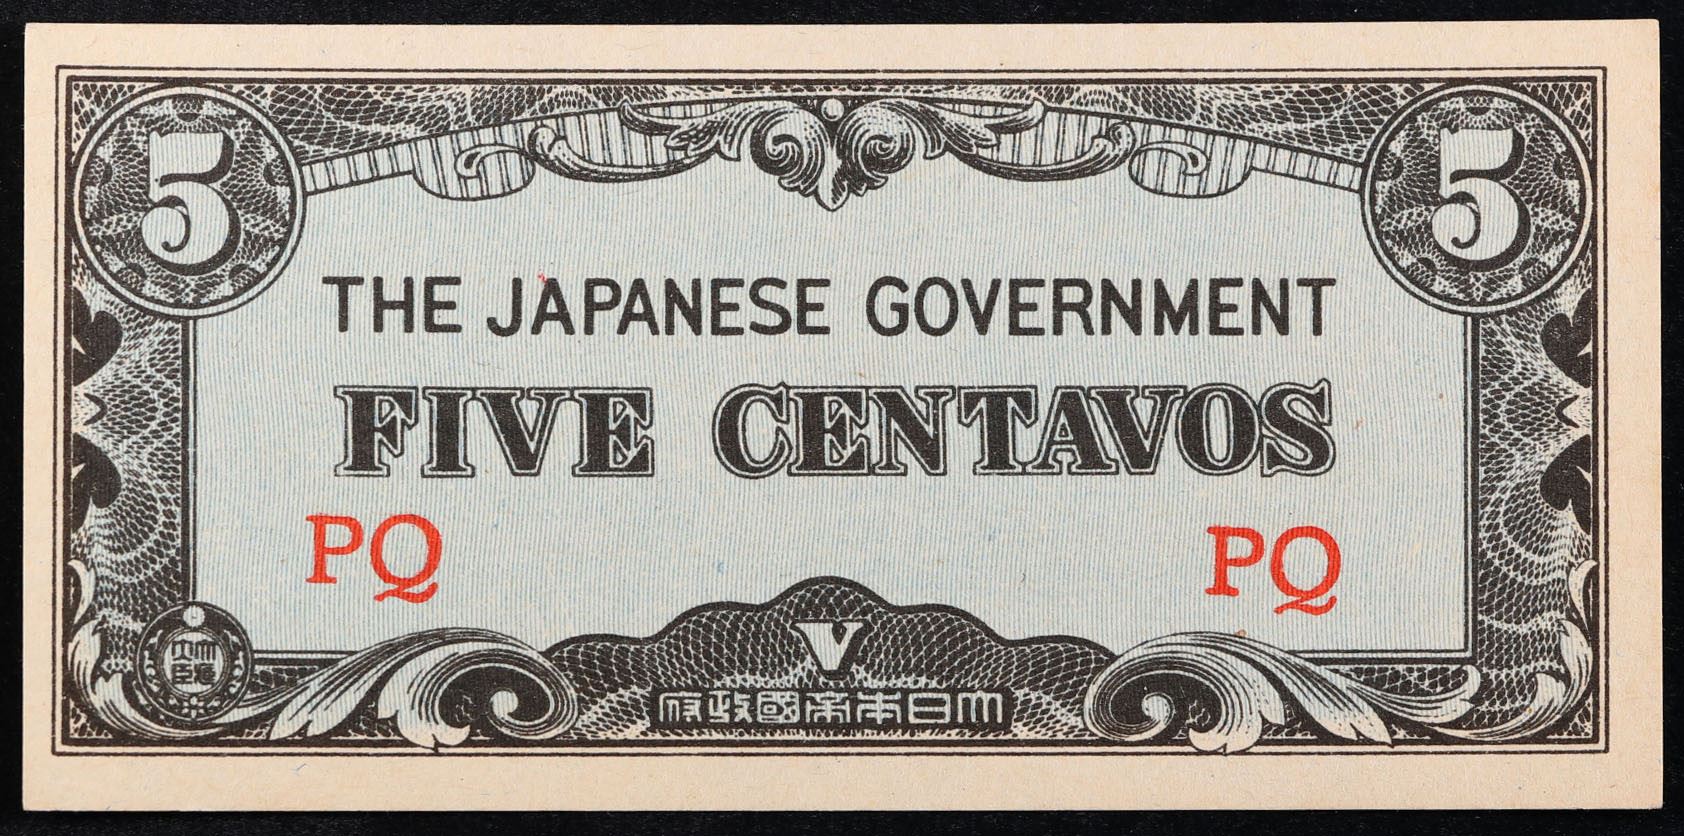 5 5
THE JAPANESE GOVERNMENT
FIVE CENTAVOS
PQ PQ
V
府政國帝本日大